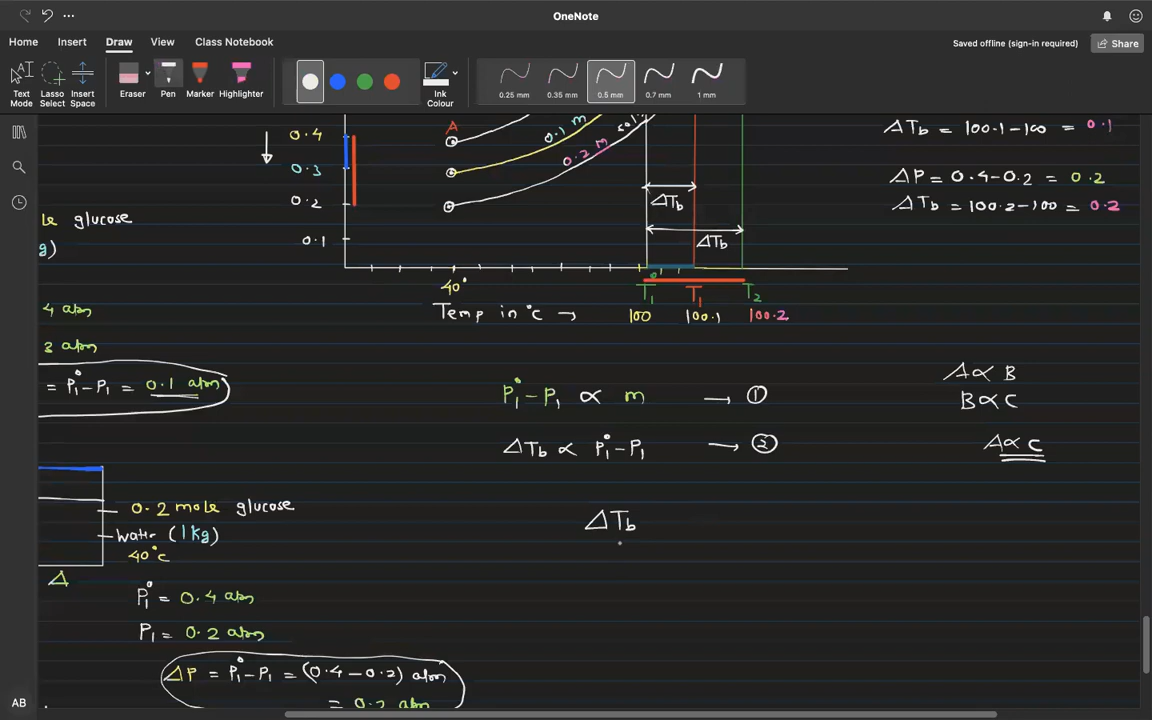 OneNote
Home Insert Draw View Class Notebook
Saved offline (sign-in required)
Share
Text Mode
Lasso Select
Insert Space
Eraser
Pen
Marker
Highlighter
Ink Colour
0.25 mm
0.35 mm
0.5 mm
0.7 mm
1 mm
A
0.4
0.3
0.2
0.1
0.1 m
0.2 m sol
ΔTb
ΔTb
40°
T₁° T₁ T₂
Temp in °c → 100 100.1 100.2
ΔTb = 100.1-100 = 0.1
ΔP = 0.4-0.2 = 0.2
ΔTb = 100.2-100 = 0.2
le glucose
g)
4 atm
3 atm
= P₁°-P₁ = 0.1 atm
P₁°-P₁ ∝ m → ①
ΔTb ∝ P₁°-P₁ → ②
A ∝ B
B ∝ C
A ∝ C
ΔTb
0.2 mole glucose
water (1kg)
40°c
Δ
P₁° = 0.4 atm
P₁ = 0.2 atm
ΔP = P₁°-P₁ = (0.4-0.2) atm
= 0.2 atm
AB